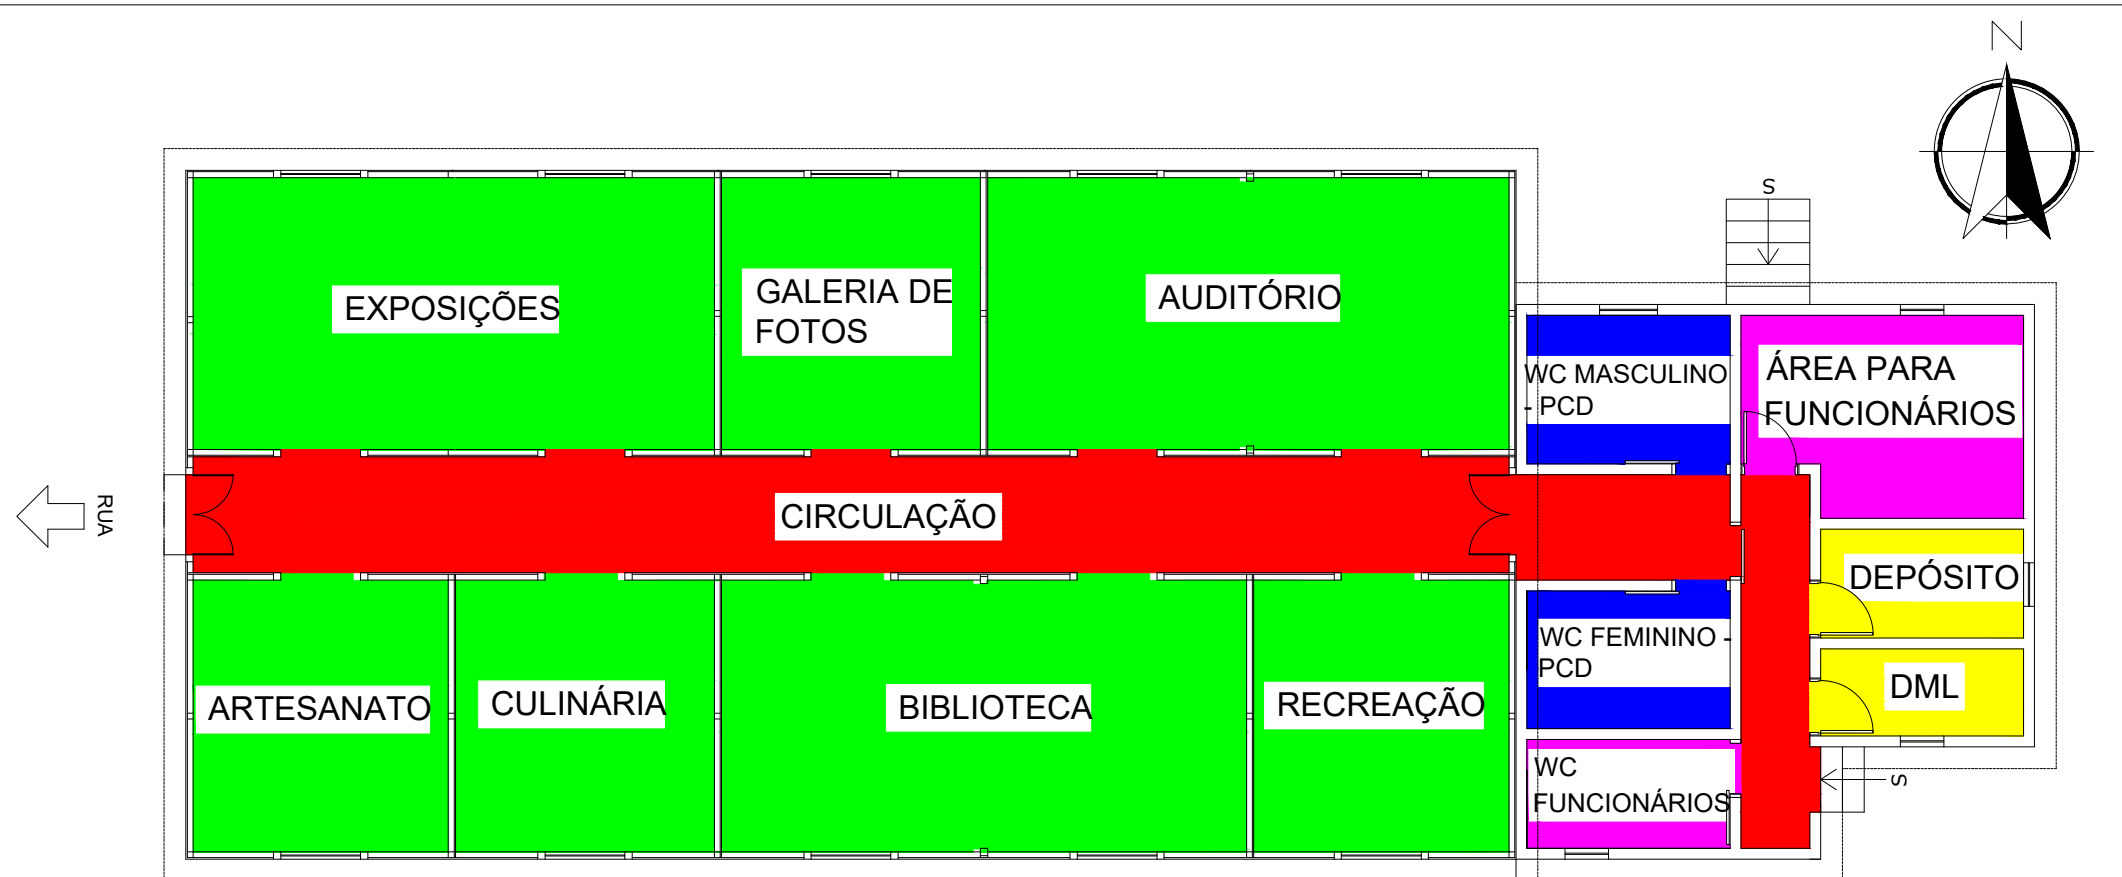 N
S
EXPOSIÇÕES
GALERIA DE
FOTOS
AUDITÓRIO
WC MASCULINO
- PCD
ÁREA PARA
FUNCIONÁRIOS
RUA
CIRCULAÇÃO
DEPÓSITO
ARTESANATO
CULINÁRIA
BIBLIOTECA
RECREAÇÃO
WC FEMININO -
PCD
DML
WC
FUNCIONÁRIOS
S